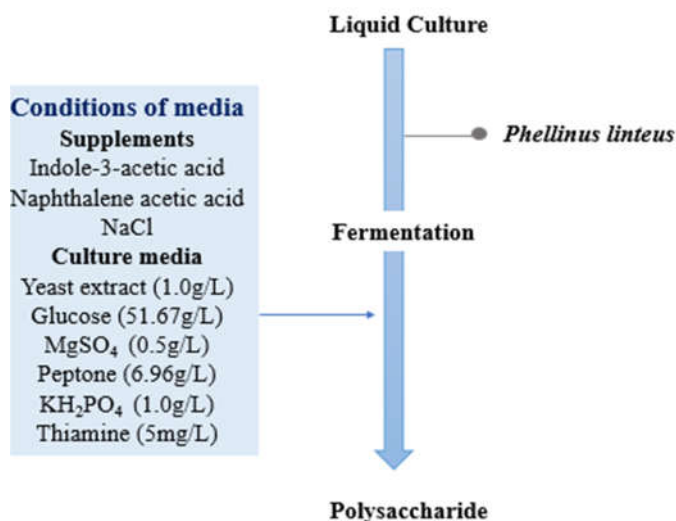 Liquid Culture
Phellinus linteus
Fermentation
Polysaccharide
Conditions of media
Supplements
Indole-3-acetic acid
Naphthalene acetic acid
NaCl
Culture media
Yeast extract (1.0g/L)
Glucose (51.67g/L)
MgSO₄ (0.5g/L)
Peptone (6.96g/L)
KH₂PO₄ (1.0g/L)
Thiamine (5mg/L)